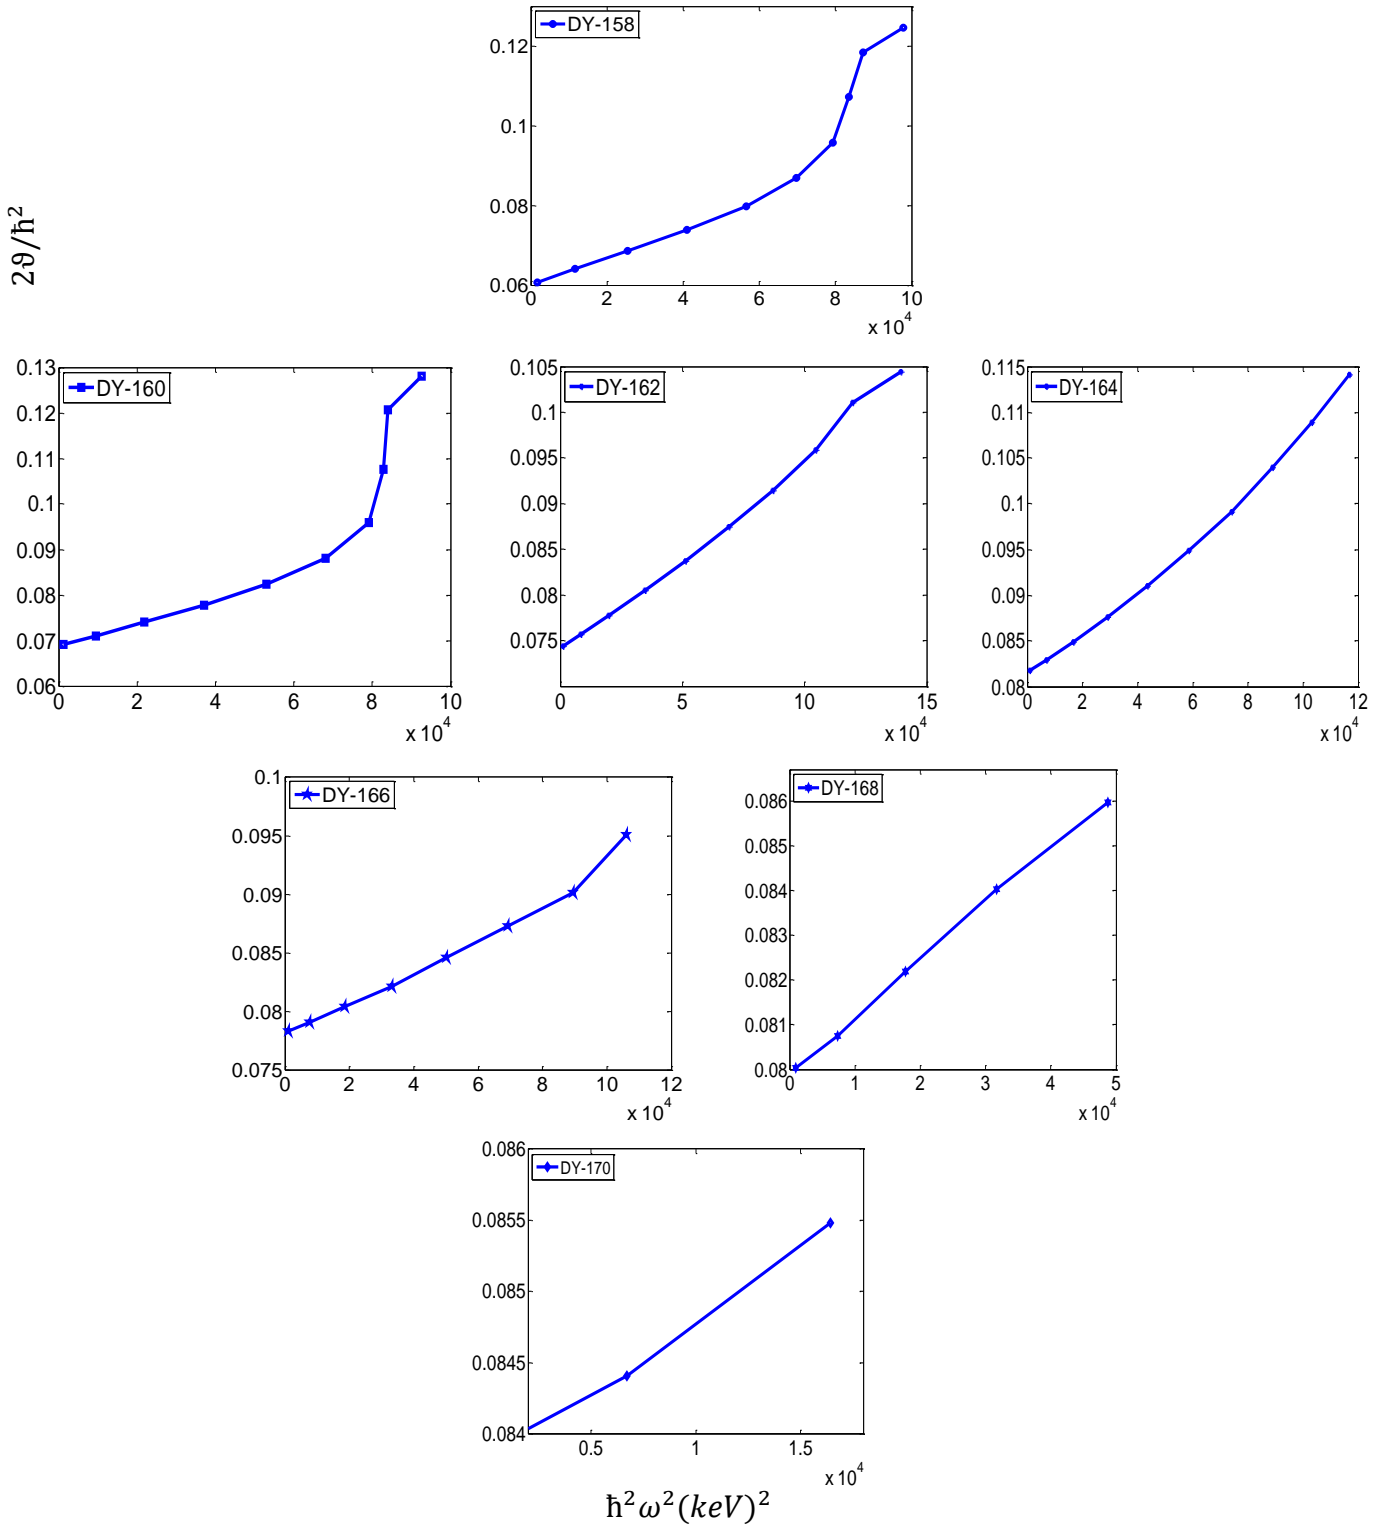 2ϑ/ħ²
DY-158
0.12
0.1
0.08
0.06
0 2 4 6 8 10
x 10⁴
DY-160
0.13
0.12
0.11
0.1
0.09
0.08
0.07
0.06
0 2 4 6 8 10
x 10⁴
DY-162
0.105
0.1
0.095
0.09
0.085
0.08
0.075
0 5 10 15
x 10⁴
DY-164
0.115
0.11
0.105
0.1
0.095
0.09
0.085
0.08
0 2 4 6 8 10 12
x 10⁴
DY-166
0.1
0.095
0.09
0.085
0.08
0.075
0 2 4 6 8 10 12
x 10⁴
DY-168
0.086
0.085
0.084
0.083
0.082
0.081
0.08
0 1 2 3 4 5
x 10⁴
DY-170
0.086
0.0855
0.085
0.0845
0.084
0.5 1 1.5
x 10⁴
ħ²ω²(keV)²